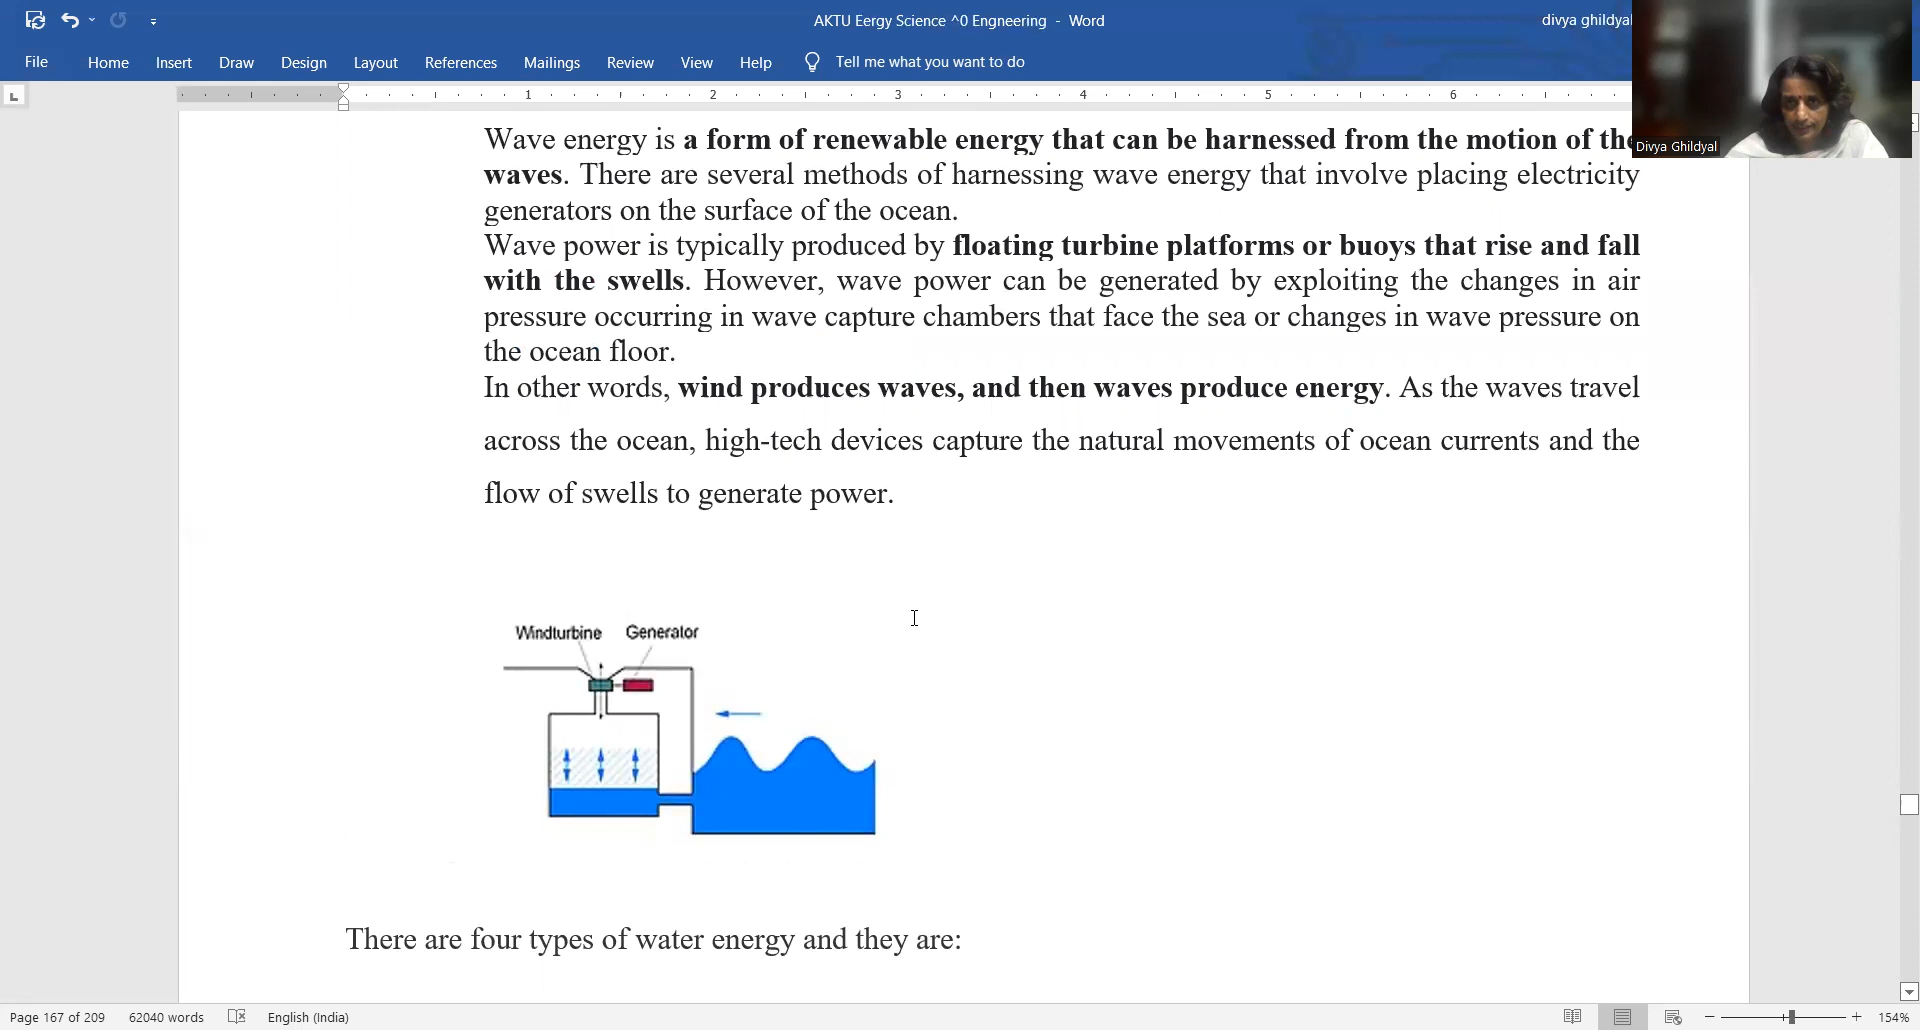 AKTU Eergy Science ^0 Engneering - Word
divya ghildyal
File Home Insert Draw Design Layout References Mailings Review View Help Tell me what you want to do
1 2 3 4 5 6
Divya Ghildyal
Wave energy is a form of renewable energy that can be harnessed from the motion of the
waves. There are several methods of harnessing wave energy that involve placing electricity
generators on the surface of the ocean.
Wave power is typically produced by floating turbine platforms or buoys that rise and fall
with the swells. However, wave power can be generated by exploiting the changes in air
pressure occurring in wave capture chambers that face the sea or changes in wave pressure on
the ocean floor.
In other words, wind produces waves, and then waves produce energy. As the waves travel
across the ocean, high-tech devices capture the natural movements of ocean currents and the
flow of swells to generate power.
Windturbine Generator
There are four types of water energy and they are:
Page 167 of 209 62040 words English (India) 154%